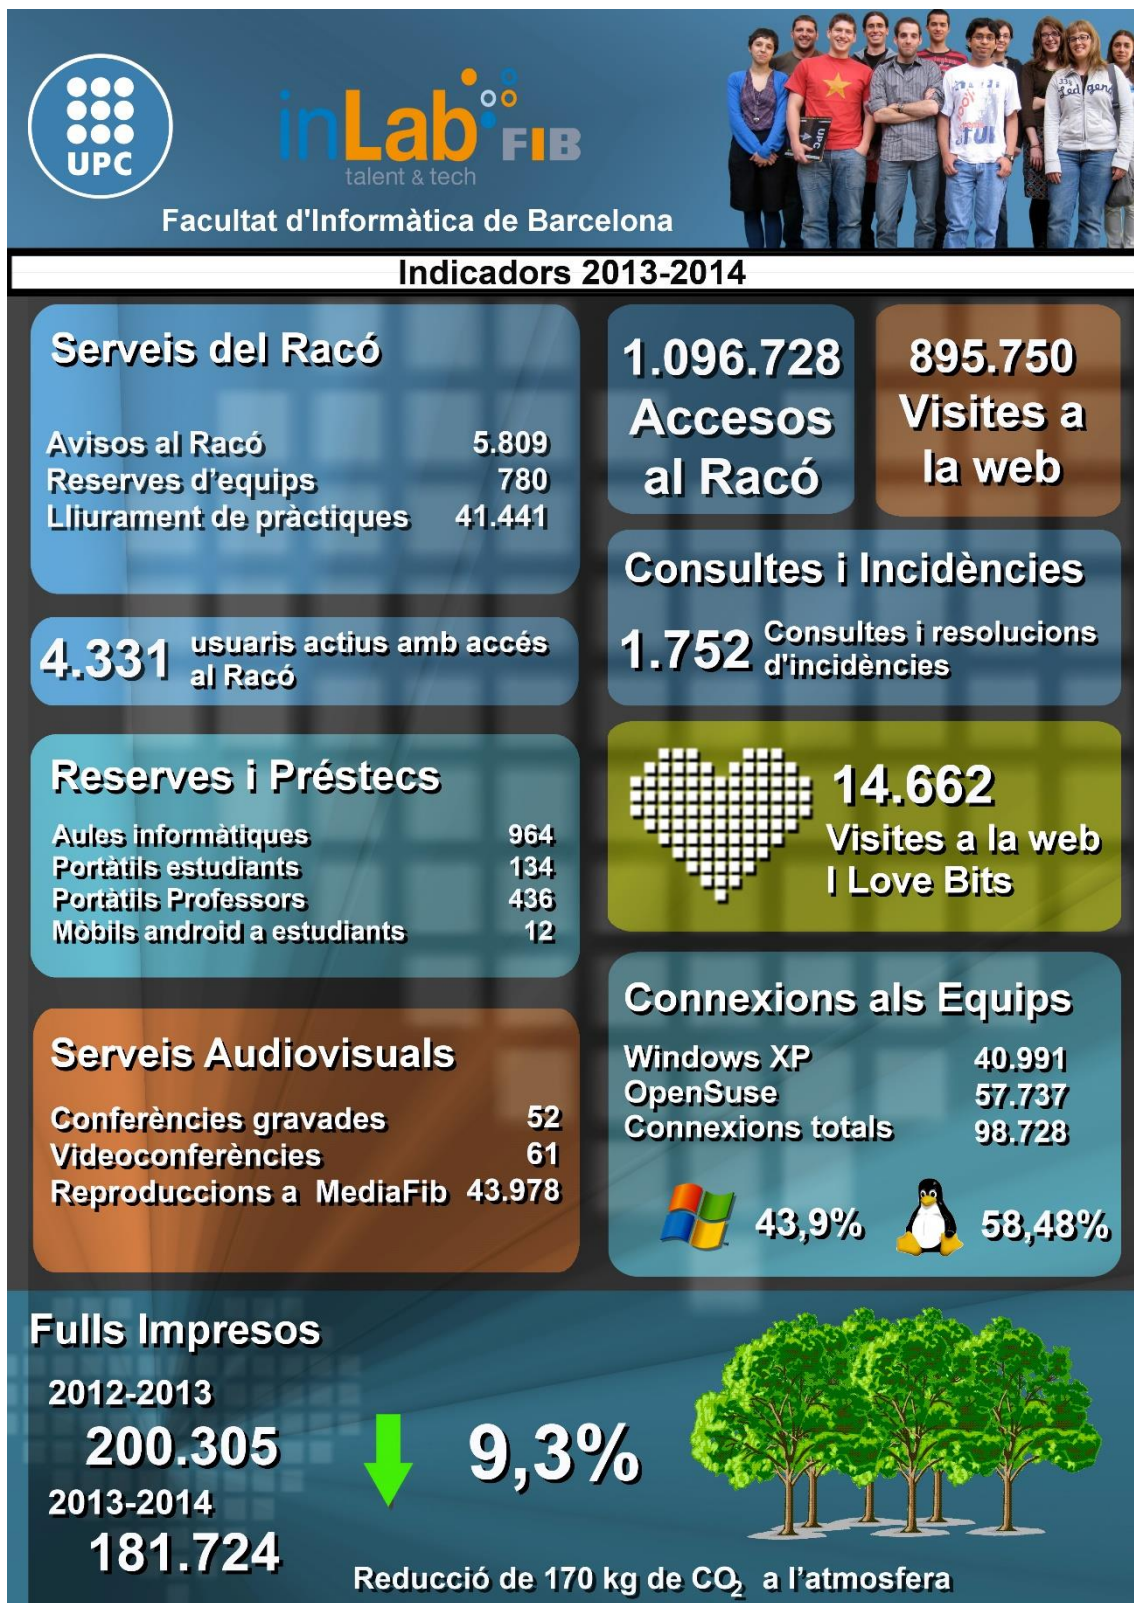 UPC
inLab FIB
talent & tech
Facultat d'Informàtica de Barcelona
Indicadors 2013-2014
Serveis del Racó
Avisos al Racó 5.809
Reserves d'equips 780
Lliurament de pràctiques 41.441
1.096.728
Accesos
al Racó
895.750
Visites a
la web
4.331 usuaris actius amb accés
al Racó
Consultes i Incidències
1.752 Consultes i resolucions
d'incidències
Reserves i Préstecs
Aules informàtiques 964
Portàtils estudiants 134
Portàtils Professors 436
Mòbils android a estudiants 12
14.662
Visites a la web
I Love Bits
Serveis Audiovisuals
Conferències gravades 52
Videoconferències 61
Reproduccions a MediaFib 43.978
Connexions als Equips
Windows XP 40.991
OpenSuse 57.737
Connexions totals 98.728
43,9% 58,48%
Fulls Impresos
2012-2013
200.305
2013-2014
181.724
9,3%
Reducció de 170 kg de CO₂ a l'atmosfera